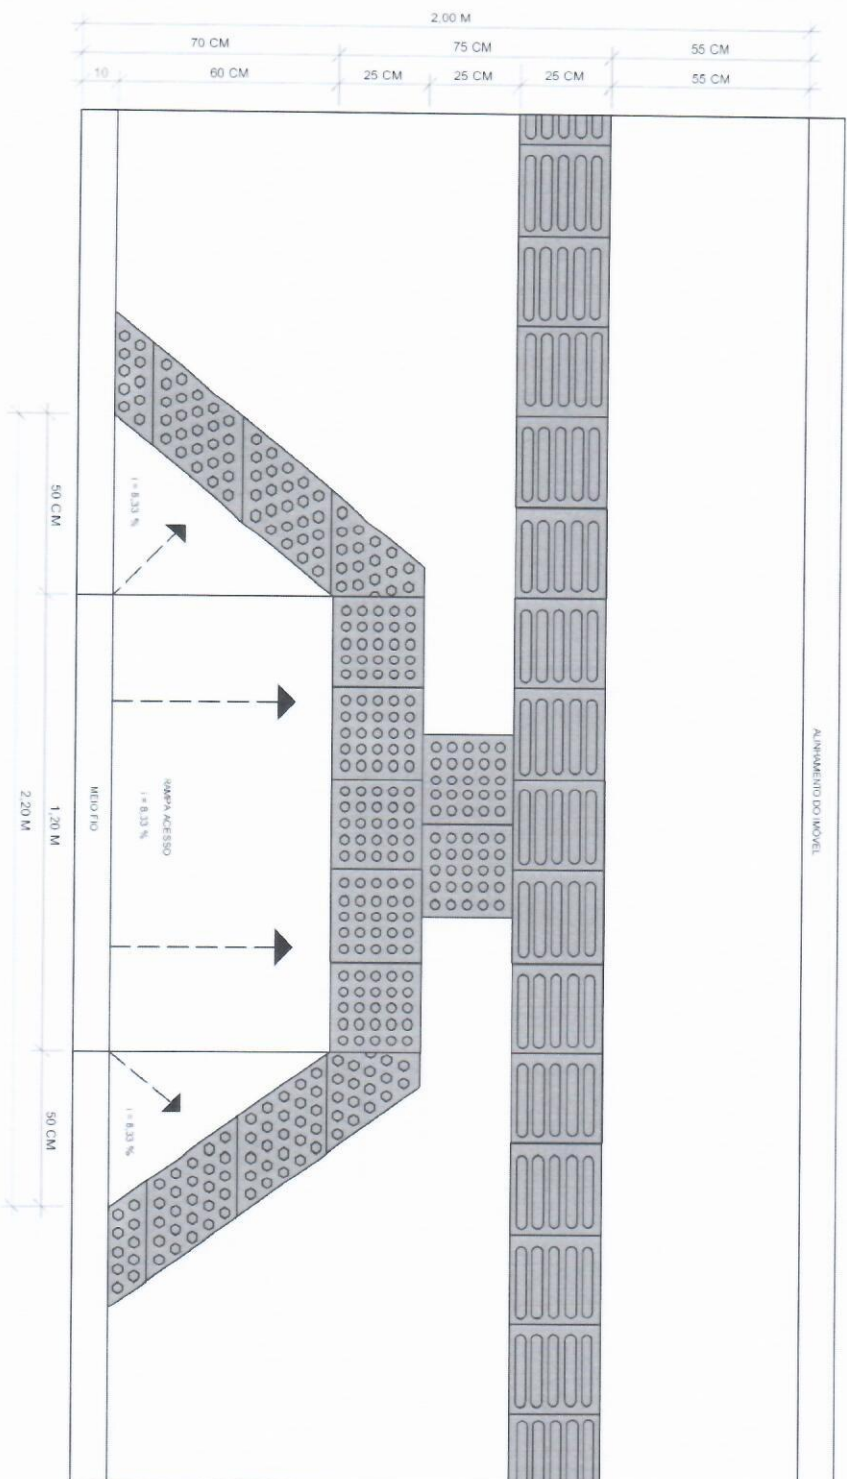 2,00 M
70 CM
75 CM
55 CM
10
60 CM
25 CM
25 CM
25 CM
55 CM
i = 8,33 %
50 CM
ALINHAMENTO DO IMÓVEL
RAMPA ACESSO
i = 8,33 %
MEIO FIO
1,20 M
2,20 M
i = 8,33 %
50 CM